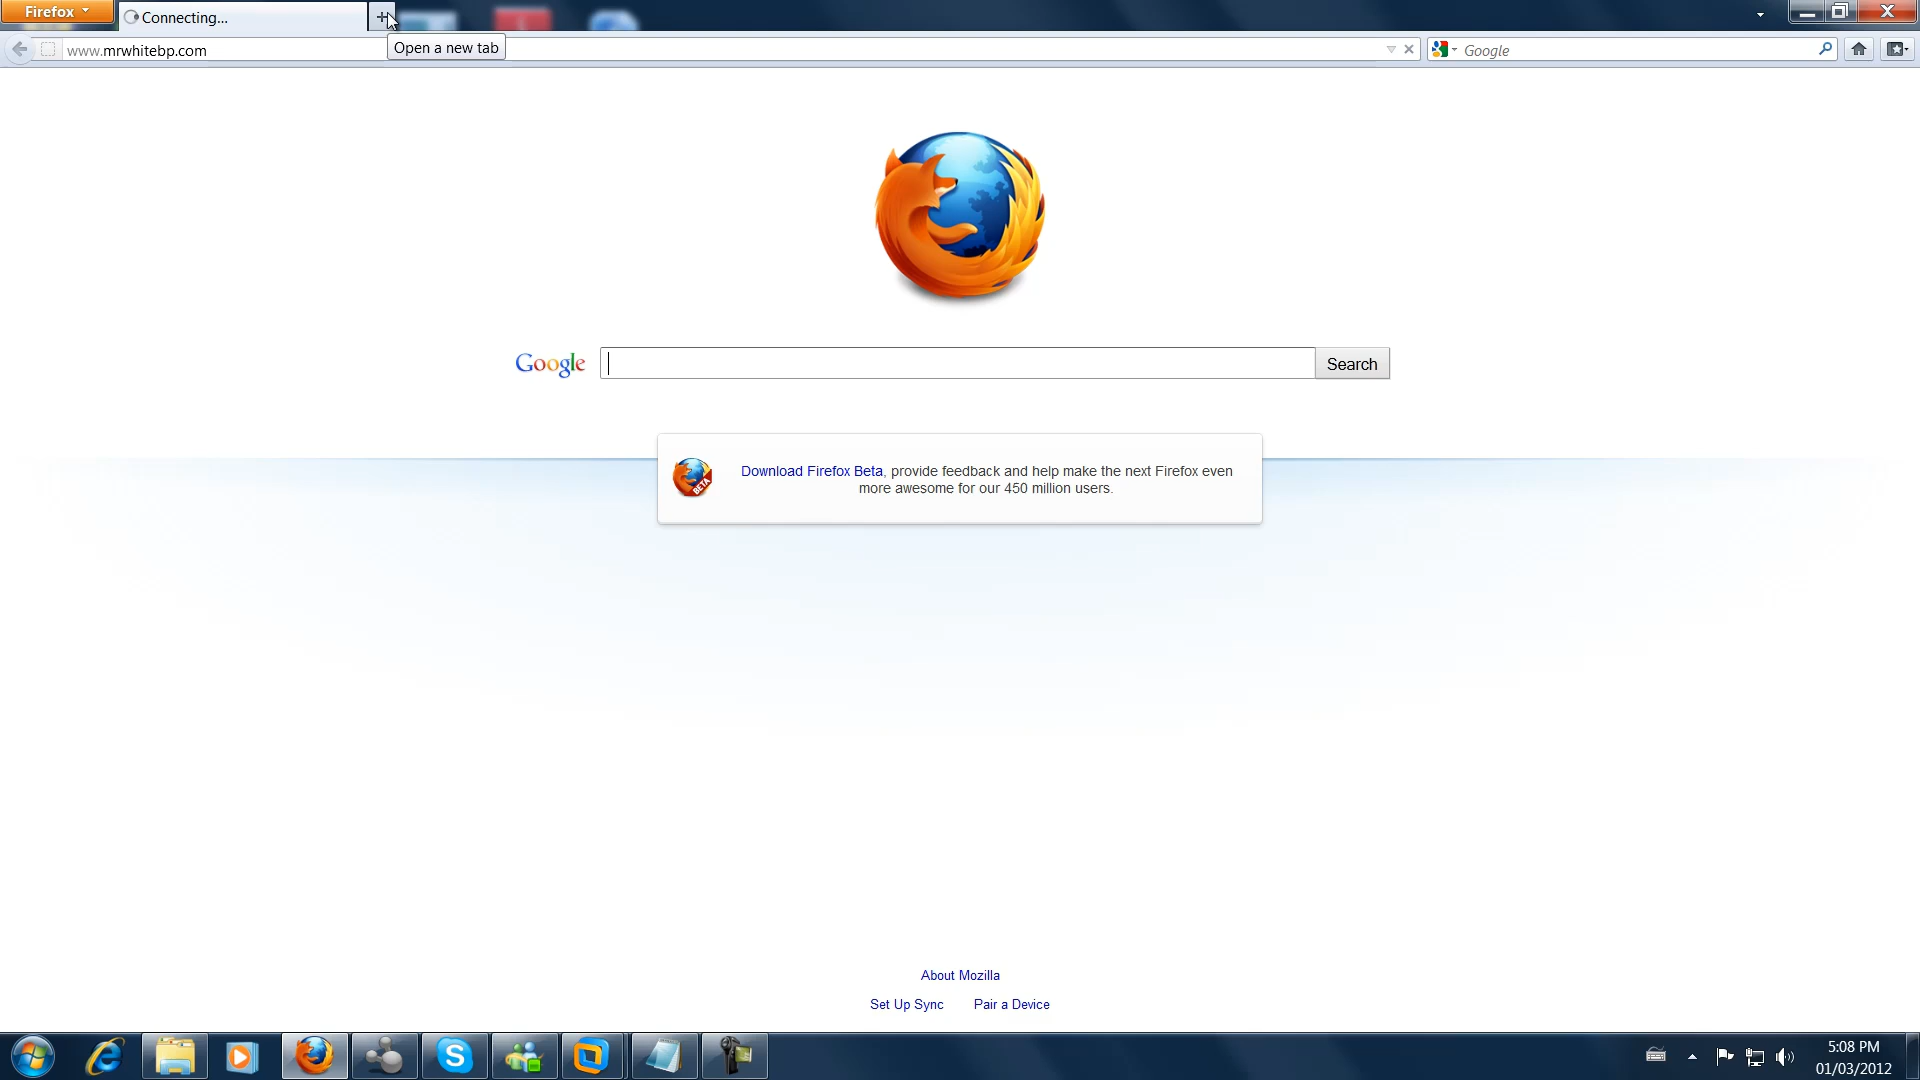 Firefox
Connecting...
www.mrwhitebp.com
Open a new tab
Google
Google
Search
BETA
Download Firefox Beta, provide feedback and help make the next Firefox even
more awesome for our 450 million users.
About Mozilla
Set Up Sync
Pair a Device
5:08 PM
01/03/2012